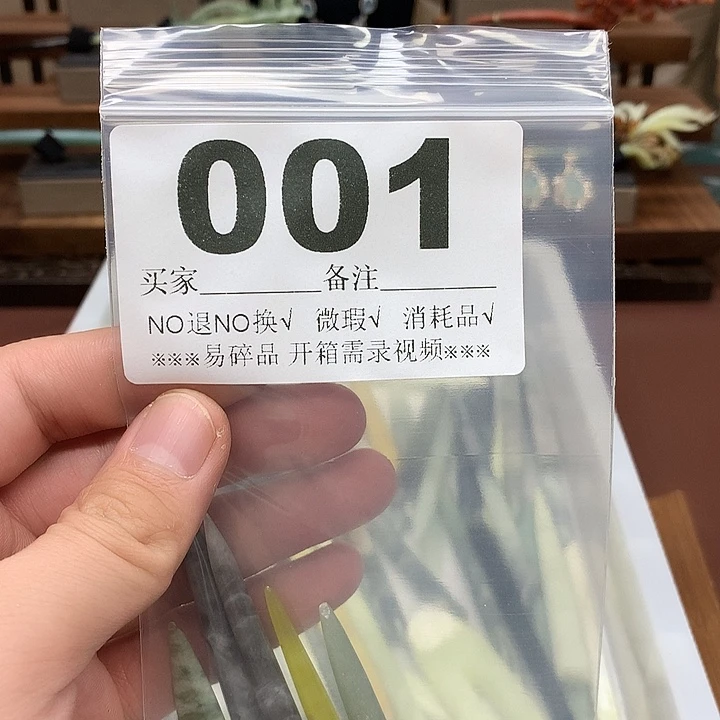 001
买家________备注________
NO退NO换√ 微瑕√ 消耗品√
※※※易碎品 开箱需录视频※※※